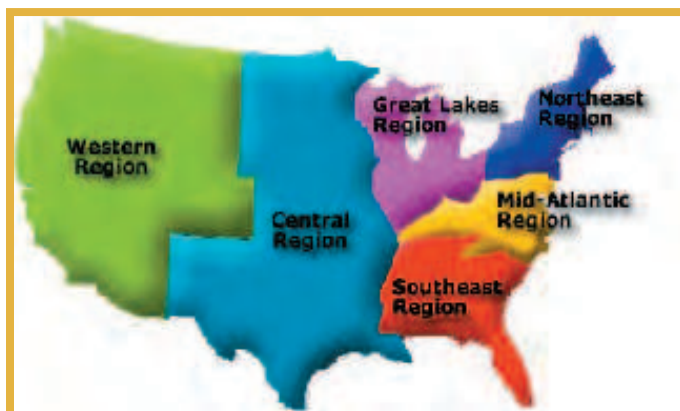 Western
Region
Central
Region
Great Lakes
Region
Northeast
Region
Mid-Atlantic
Region
Southeast
Region